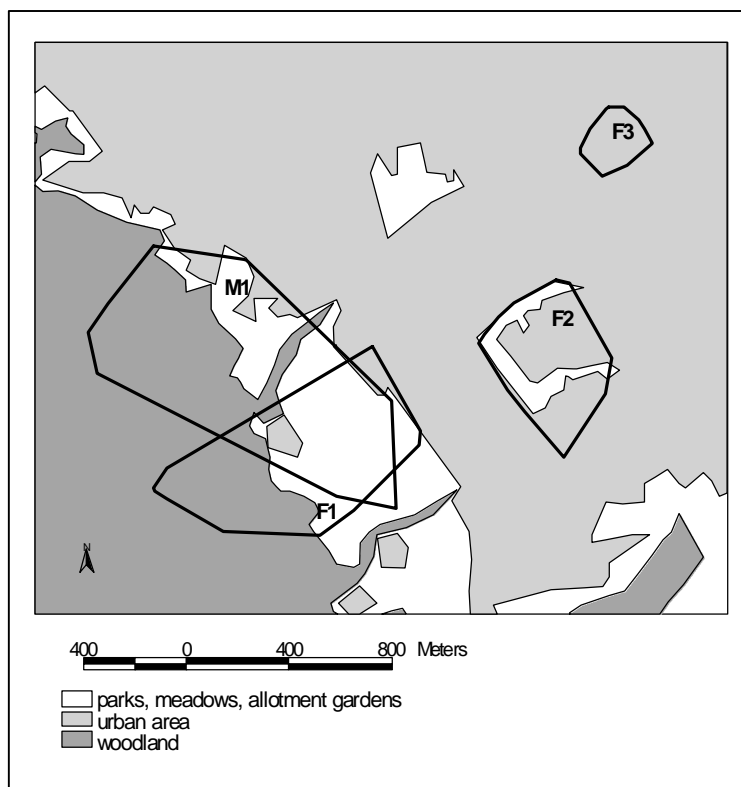 F3
M1
F2
F1
N
400 0 400 800 Meters
parks, meadows, allotment gardens
urban area
woodland